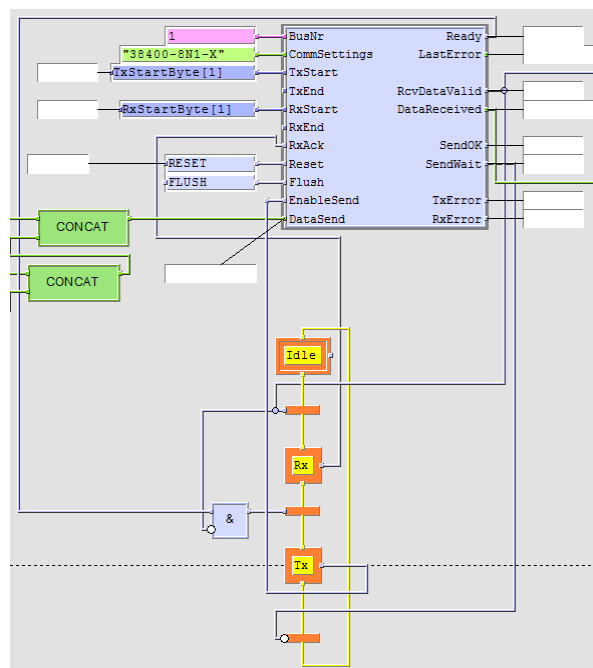 1 BusNr Ready
"38400-8N1-X" CommSettings LastError
TxStartByte[1] TxStart
TxEnd RcvDataValid
RxStartByte[1] RxStart DataReceived
RxEnd
RxAck SendOK
RESET Reset SendWait
FLUSH Flush
EnableSend TxError
DataSend RxError
CONCAT
CONCAT
Idle
Rx
&
Tx